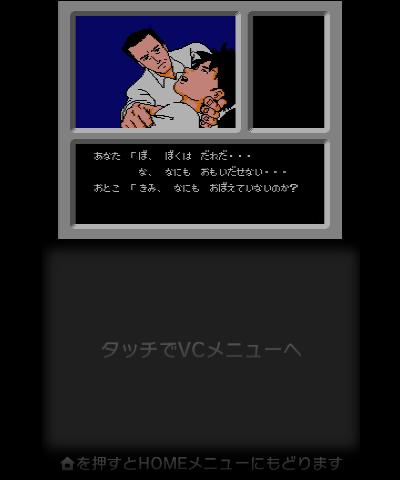 あなた 「ぼ、 ぼくは だれだ・・・
な、 なにも おもいだせない・・・
おとこ 「きみ、 なにも おぼえていないのか?
タッチでVCメニューへ
を押すとHOMEメニューにもどります